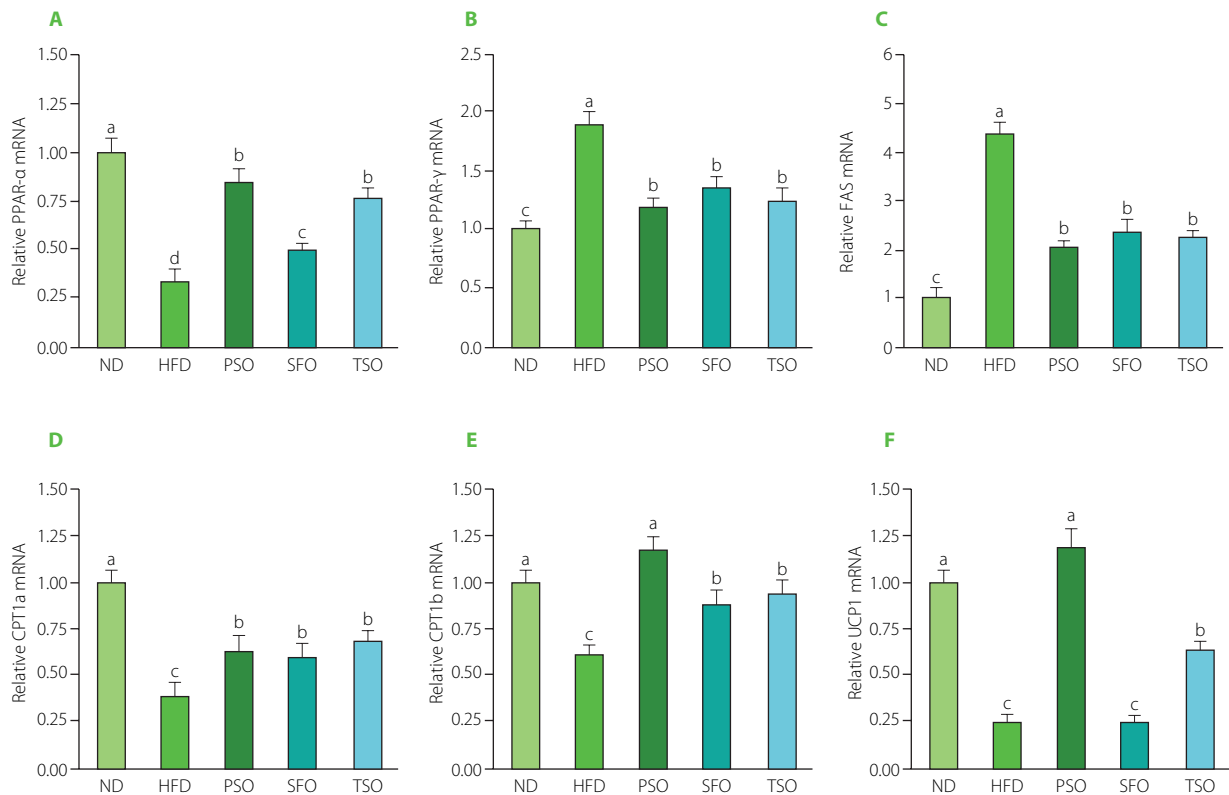 A
Relative PPAR-α mRNA
1.50
1.25
1.00
0.75
0.50
0.25
0.00
a
d
b
c
b
ND HFD PSO SFO TSO
B
Relative PPAR-γ mRNA
2.5
2.0
1.5
1.0
0.5
0.0
c
a
b
b
b
ND HFD PSO SFO TSO
C
Relative FAS mRNA
6
5
4
3
2
1
0
c
a
b
b
b
ND HFD PSO SFO TSO
D
Relative CPT1a mRNA
1.50
1.25
1.00
0.75
0.50
0.25
0.00
a
c
b
b
b
ND HFD PSO SFO TSO
E
Relative CPT1b mRNA
1.50
1.25
1.00
0.75
0.50
0.25
0.00
a
c
a
b
b
ND HFD PSO SFO TSO
F
Relative UCP1 mRNA
1.50
1.25
1.00
0.75
0.50
0.25
0.00
a
c
a
c
b
ND HFD PSO SFO TSO